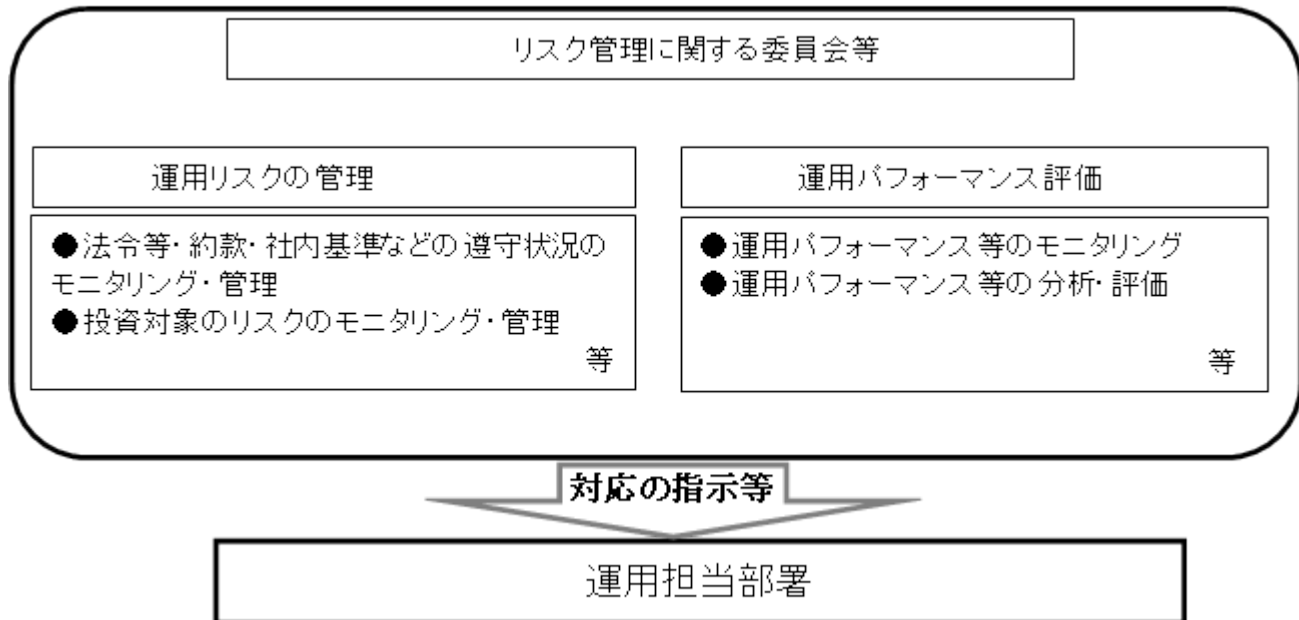 リスク管理に関する委員会等
運用リスクの管理
●法令等・約款・社内基準などの遵守状況の
モニタリング・管理
●投資対象のリスクのモニタリング・管理
等
運用パフォーマンス評価
●運用パフォーマンス等のモニタリング
●運用パフォーマンス等の分析・評価
等
対応の指示等
運用担当部署